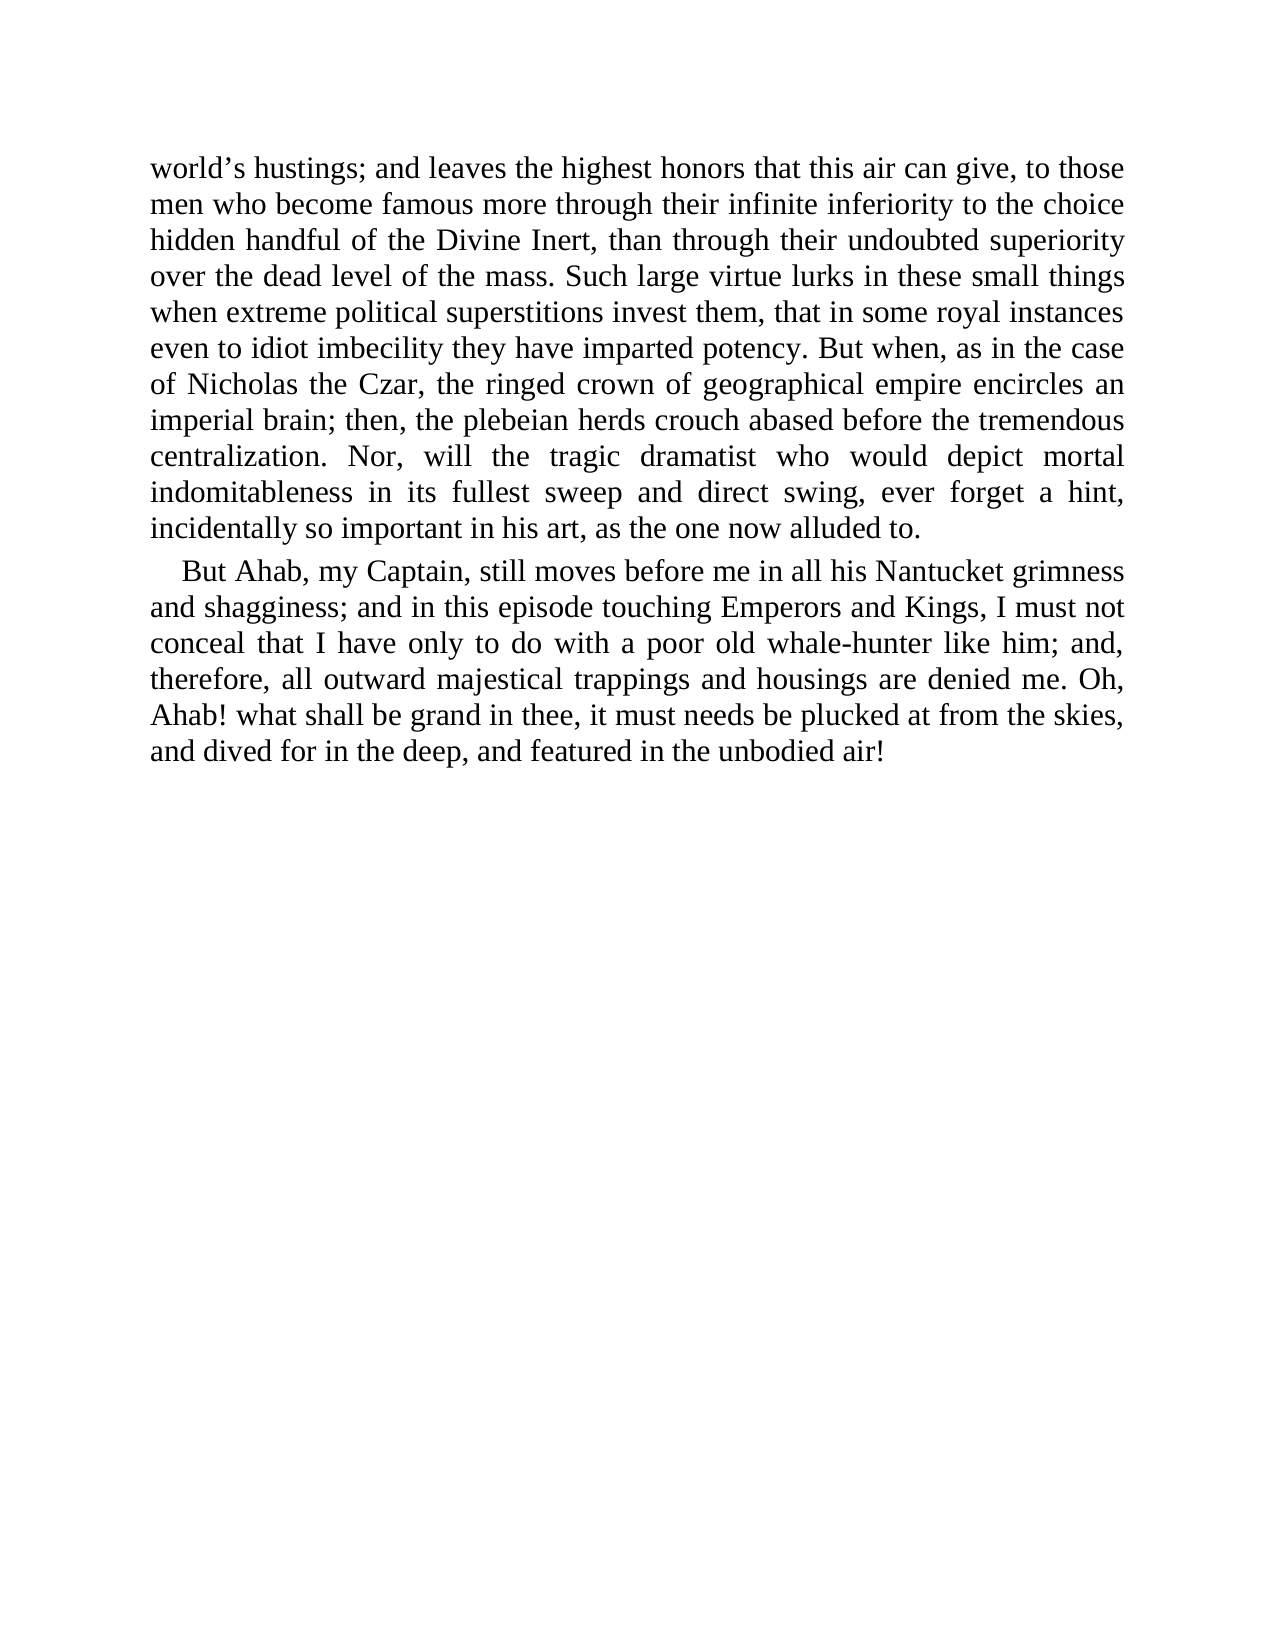 world’s hustings; and leaves the highest honors that this air can give, to those
men who become famous more through their infinite inferiority to the choice
hidden handful of the Divine Inert, than through their undoubted superiority
over the dead level of the mass. Such large virtue lurks in these small things
when extreme political superstitions invest them, that in some royal instances
even to idiot imbecility they have imparted potency. But when, as in the case
of Nicholas the Czar, the ringed crown of geographical empire encircles an
imperial brain; then, the plebeian herds crouch abased before the tremendous
centralization. Nor, will the tragic dramatist who would depict mortal
indomitableness in its fullest sweep and direct swing, ever forget a hint,
incidentally so important in his art, as the one now alluded to.
But Ahab, my Captain, still moves before me in all his Nantucket grimness
and shagginess; and in this episode touching Emperors and Kings, I must not
conceal that I have only to do with a poor old whale-hunter like him; and,
therefore, all outward majestical trappings and housings are denied me. Oh,
Ahab! what shall be grand in thee, it must needs be plucked at from the skies,
and dived for in the deep, and featured in the unbodied air!